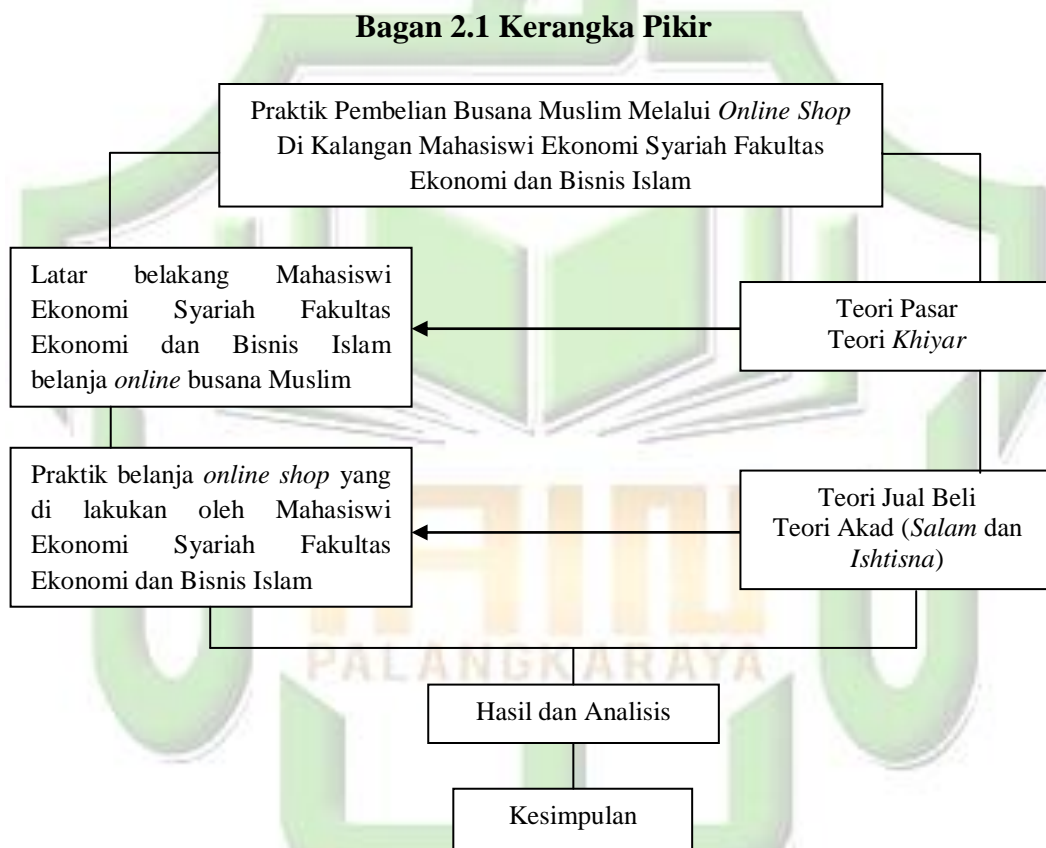 Bagan 2.1 Kerangka Pikir
Praktik Pembelian Busana Muslim Melalui Online Shop
Di Kalangan Mahasiswi Ekonomi Syariah Fakultas
Ekonomi dan Bisnis Islam
Latar belakang Mahasiswi
Ekonomi Syariah Fakultas
Ekonomi dan Bisnis Islam
belanja online busana Muslim
Teori Pasar
Teori Khiyar
Praktik belanja online shop yang
di lakukan oleh Mahasiswi
Ekonomi Syariah Fakultas
Ekonomi dan Bisnis Islam
Teori Jual Beli
Teori Akad (Salam dan
Ishtisna)
IAIN
PALANGKARAYA
Hasil dan Analisis
Kesimpulan